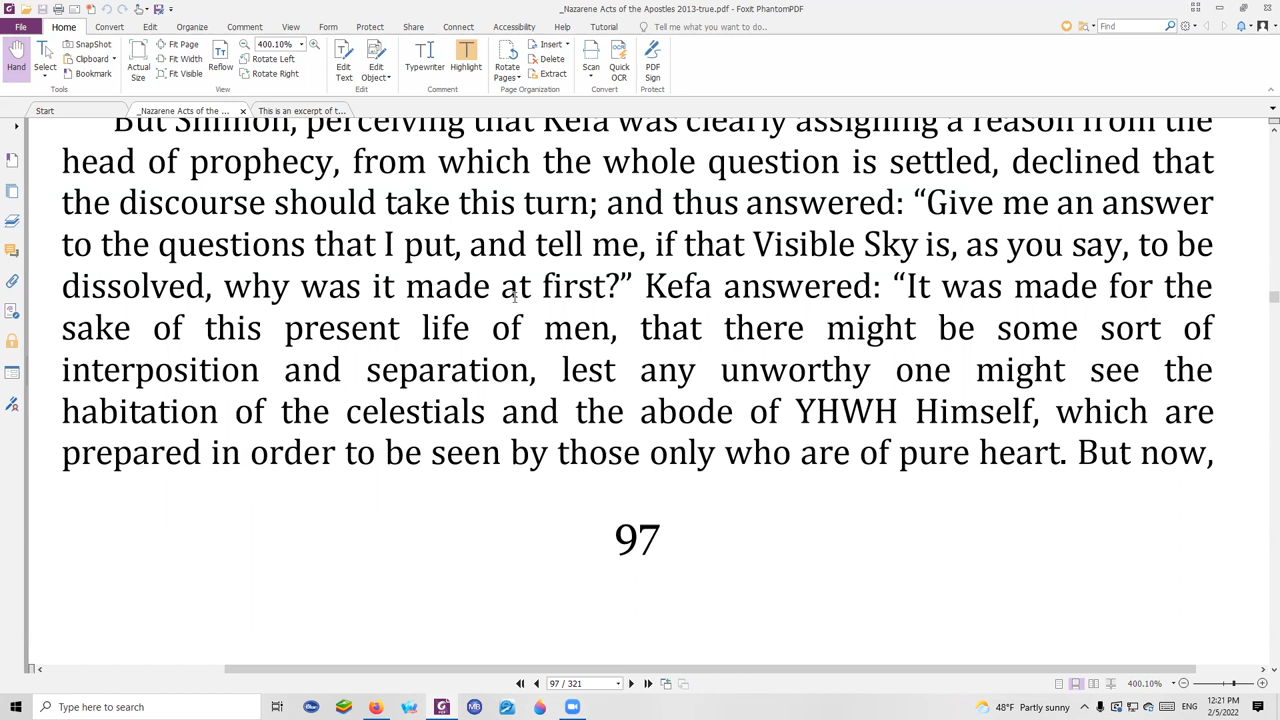 _Nazarene Acts of the Apostles 2013-true.pdf - Foxit PhantomPDF
File Home Convert Edit Organize Comment View Form Protect Share Connect Accessibility Help Tutorial Tell me what you want to do... Find
Hand
Select
SnapShot
Clipboard
Bookmark
Tools
Actual Size
Fit Page
Fit Width
Fit Visible
Reflow
400.10%
Rotate Left
Rotate Right
View
Edit Text
Edit Object
Edit
Typewriter
Highlight
Comment
Rotate Pages
Insert
Delete
Extract
Page Organization
Scan
Quick OCR
Convert
PDF Sign
Protect
Start _Nazarene Acts of the ... This is an excerpt of t...
But Shimon, perceiving that Kefa was clearly assigning a reason from the
head of prophecy, from which the whole question is settled, declined that
the discourse should take this turn; and thus answered: “Give me an answer
to the questions that I put, and tell me, if that Visible Sky is, as you say, to be
dissolved, why was it made at first?” Kefa answered: “It was made for the
sake of this present life of men, that there might be some sort of
interposition and separation, lest any unworthy one might see the
habitation of the celestials and the abode of YHWH Himself, which are
prepared in order to be seen by those only who are of pure heart. But now,
97
97 / 321
400.10%
Type here to search
48°F Partly sunny
ENG
12:21 PM
2/5/2022